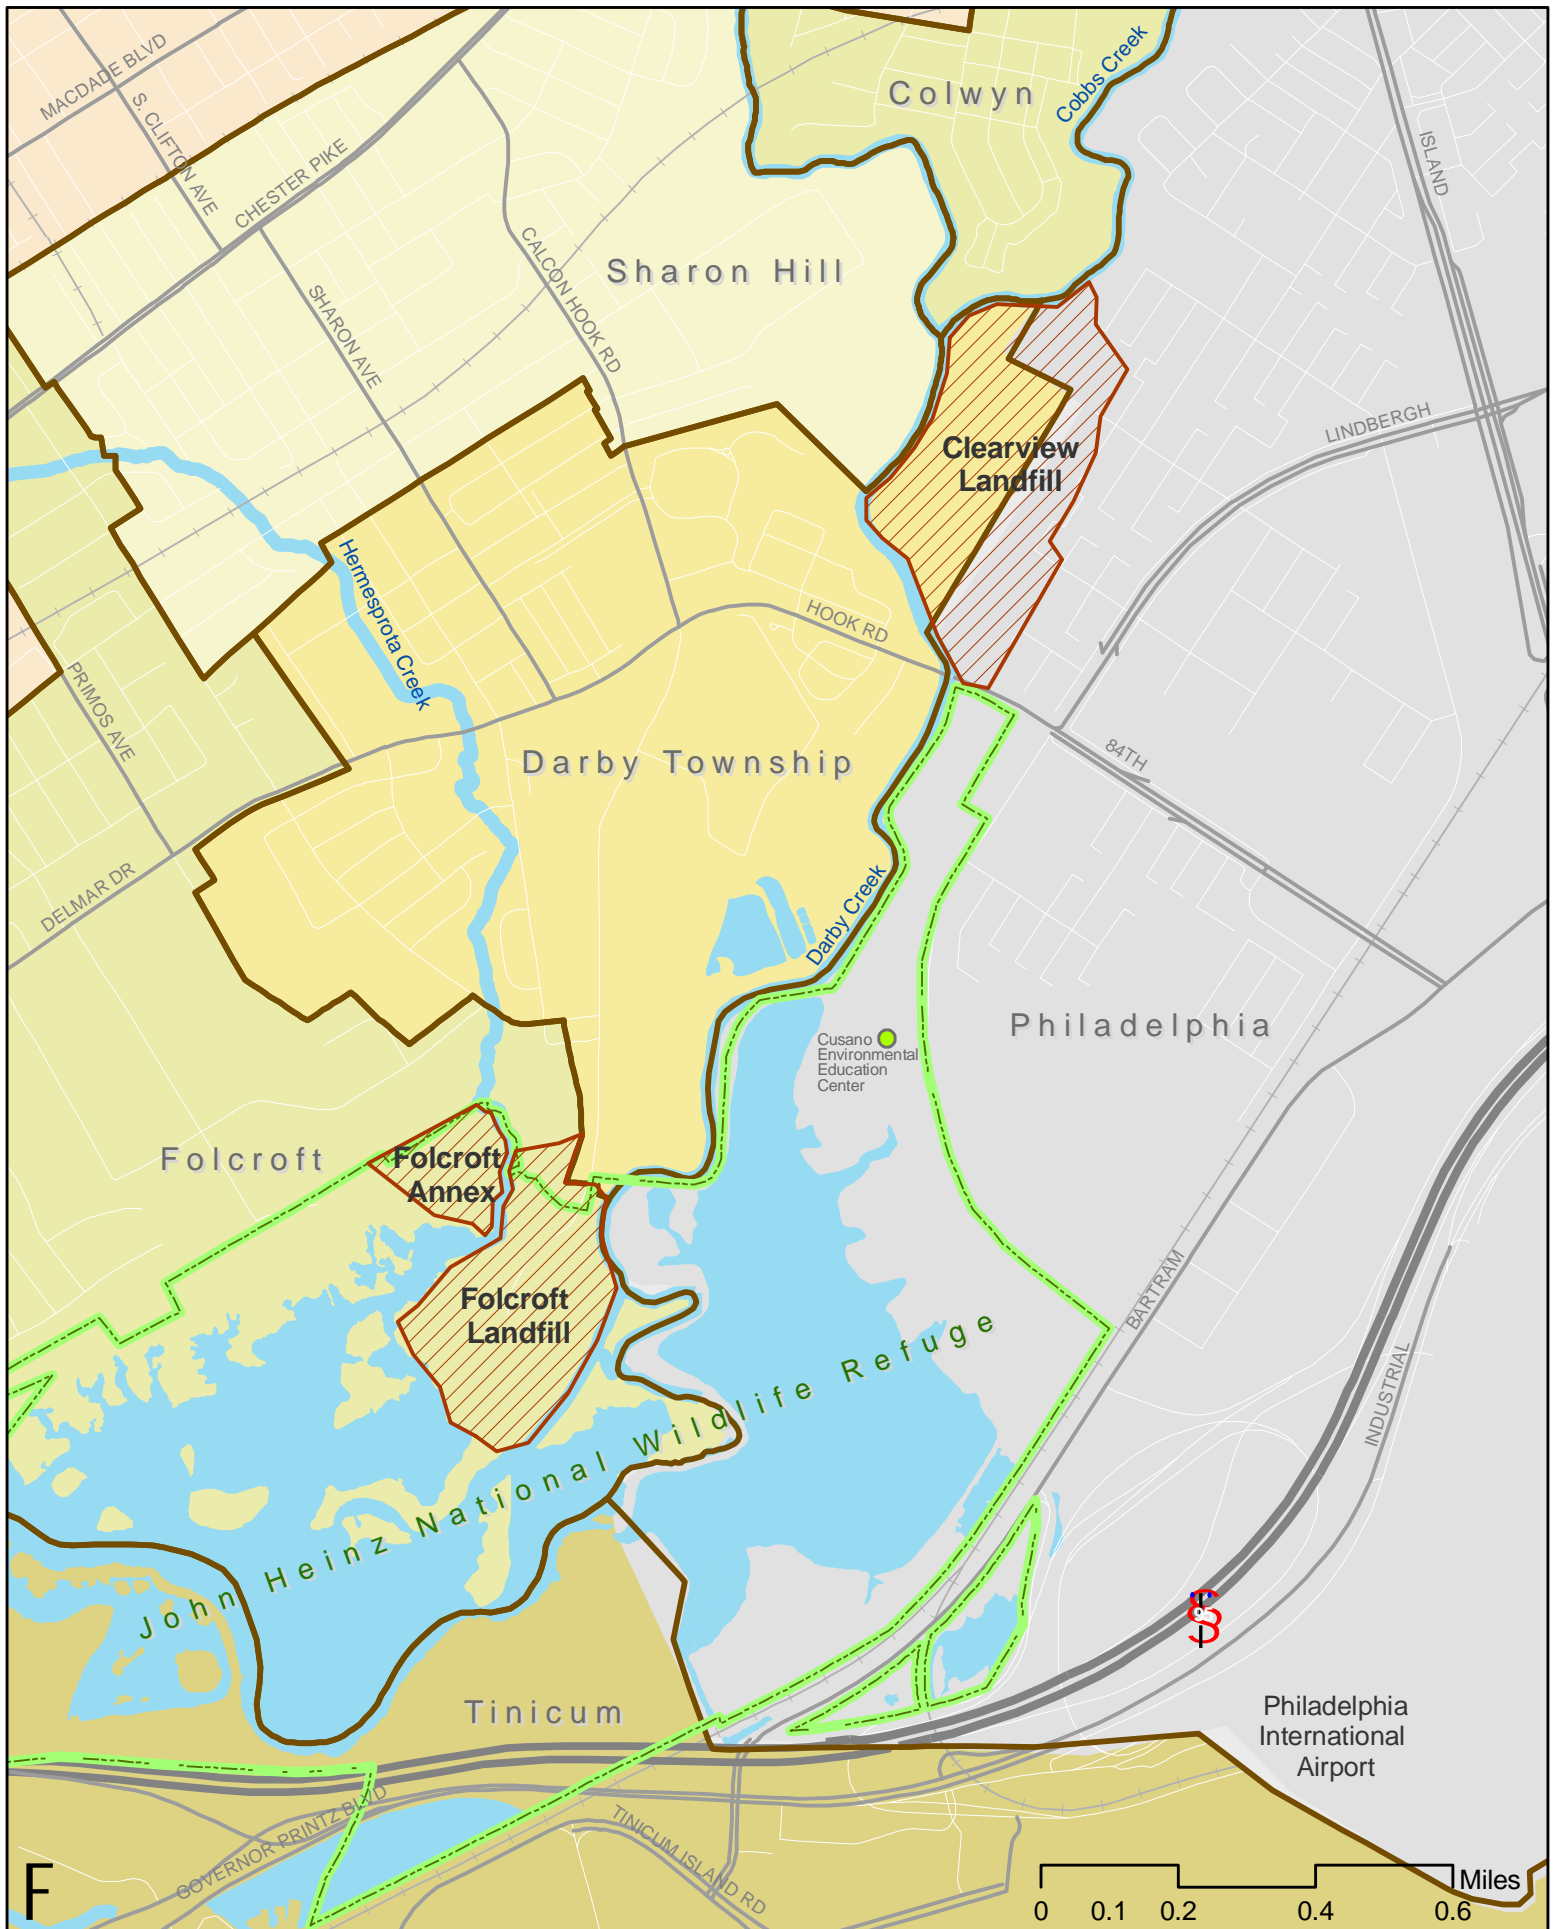 MACDADE BLVD
S. CLIFTON AVE
CHESTER PIKE
Colwyn
Cobbs Creek
ISLAND
Sharon Hill
CALCON HOOK RD
SHARON AVE
LINDBERGH
Clearview
Landfill
Hermesprota Creek
HOOK RD
PRIMOS AVE
Darby Township
84TH
DELMAR DR
Darby Creek
Philadelphia
Cusano
Environmental
Education
Center
Folcroft
Folcroft
Annex
Folcroft
Landfill
BARTRAM
INDUSTRIAL
John Heinz National Wildlife Refuge
Tinicum
Philadelphia
International
Airport
GOVERNOR PRINTZ BLVD
TINICUM ISLAND RD
F
Miles
0 0.1 0.2 0.4 0.6